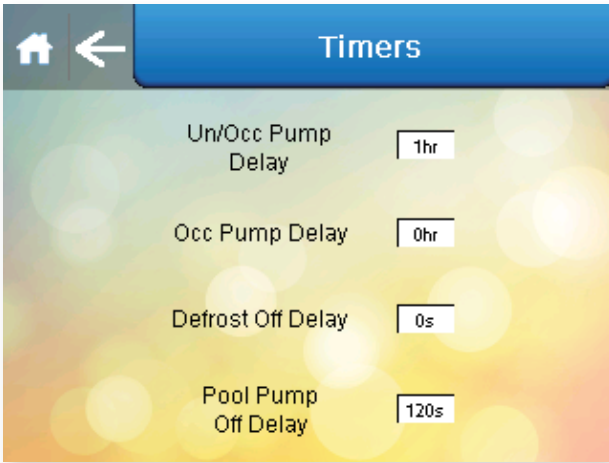 Timers
Un/Occ Pump
Delay
1hr
Occ Pump Delay
0hr
Defrost Off Delay
0s
Pool Pump
Off Delay
120s